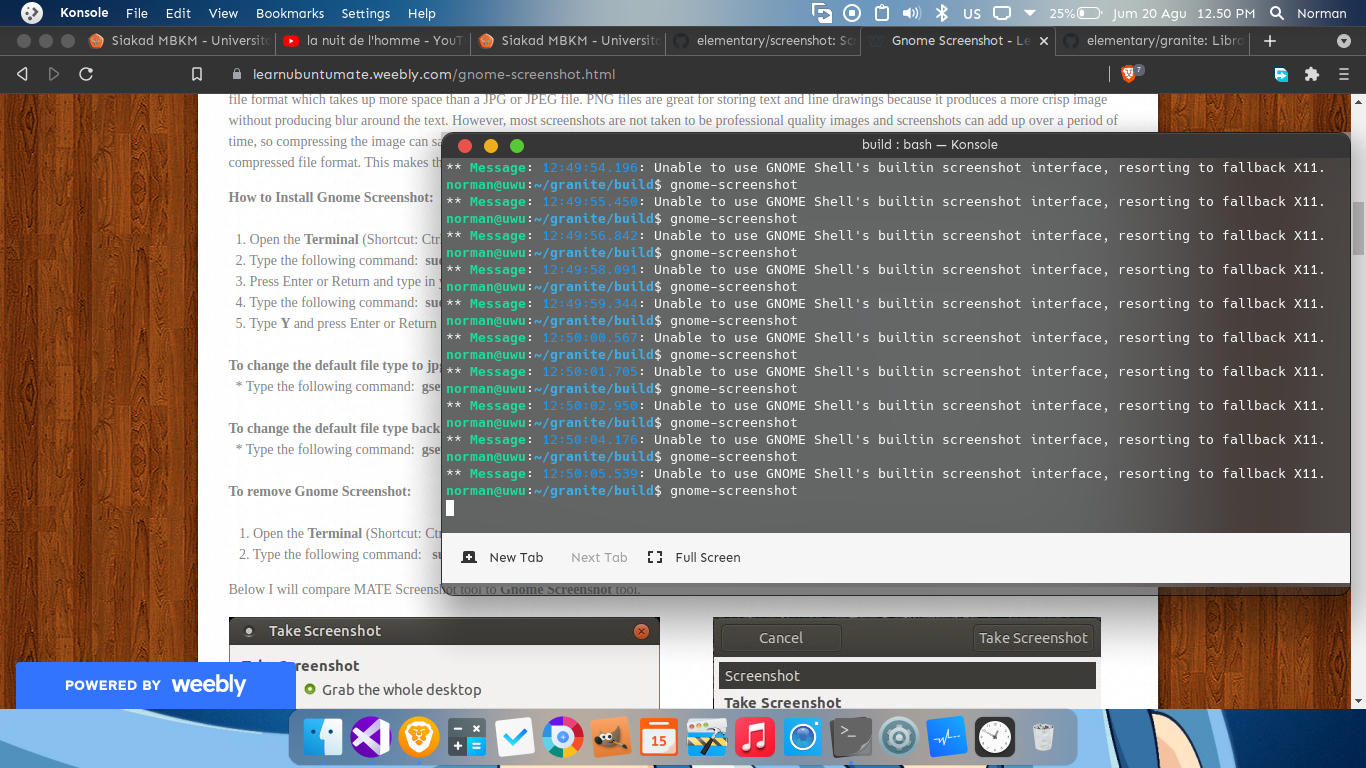 Konsole File Edit View Bookmarks Settings Help US 25% Jum 20 Agu 12.50 PM Norman
Siakad MBKM - Universita la nuit de l'homme - YouT Siakad MBKM - Universita elementary/screenshot: Sc Gnome Screenshot - Le elementary/granite: Libra
learnubuntumate.weebly.com/gnome-screenshot.html 7
file format which takes up more space than a JPG or JPEG file. PNG files are great for storing text and line drawings because it produces a more crisp image
without producing blur around the text. However, most screenshots are not taken to be professional quality images and screenshots can add up over a period of
time, so compressing the image can sa
compressed file format. This makes th
How to Install Gnome Screenshot:
1. Open the Terminal (Shortcut: Ctr
2. Type the following command: sud
3. Press Enter or Return and type in y
4. Type the following command: sud
5. Type Y and press Enter or Return
To change the default file type to jpg
* Type the following command: gse
To change the default file type back
* Type the following command: gse
To remove Gnome Screenshot:
1. Open the Terminal (Shortcut: Ctr
2. Type the following command: su
Below I will compare MATE Screenshot tool to Gnome Screenshot tool.
build : bash — Konsole
** Message: 12:49:54.196: Unable to use GNOME Shell's builtin screenshot interface, resorting to fallback X11.
norman@uwu:~/granite/build$ gnome-screenshot
** Message: 12:49:55.450: Unable to use GNOME Shell's builtin screenshot interface, resorting to fallback X11.
norman@uwu:~/granite/build$ gnome-screenshot
** Message: 12:49:56.842: Unable to use GNOME Shell's builtin screenshot interface, resorting to fallback X11.
norman@uwu:~/granite/build$ gnome-screenshot
** Message: 12:49:58.091: Unable to use GNOME Shell's builtin screenshot interface, resorting to fallback X11.
norman@uwu:~/granite/build$ gnome-screenshot
** Message: 12:49:59.344: Unable to use GNOME Shell's builtin screenshot interface, resorting to fallback X11.
norman@uwu:~/granite/build$ gnome-screenshot
** Message: 12:50:00.567: Unable to use GNOME Shell's builtin screenshot interface, resorting to fallback X11.
norman@uwu:~/granite/build$ gnome-screenshot
** Message: 12:50:01.705: Unable to use GNOME Shell's builtin screenshot interface, resorting to fallback X11.
norman@uwu:~/granite/build$ gnome-screenshot
** Message: 12:50:02.950: Unable to use GNOME Shell's builtin screenshot interface, resorting to fallback X11.
norman@uwu:~/granite/build$ gnome-screenshot
** Message: 12:50:04.176: Unable to use GNOME Shell's builtin screenshot interface, resorting to fallback X11.
norman@uwu:~/granite/build$ gnome-screenshot
** Message: 12:50:05.539: Unable to use GNOME Shell's builtin screenshot interface, resorting to fallback X11.
norman@uwu:~/granite/build$ gnome-screenshot
New Tab Next Tab Full Screen
Take Screenshot
Take Screenshot
Grab the whole desktop
Cancel Take Screenshot
Screenshot
Take Screenshot
POWERED BY weebly
15